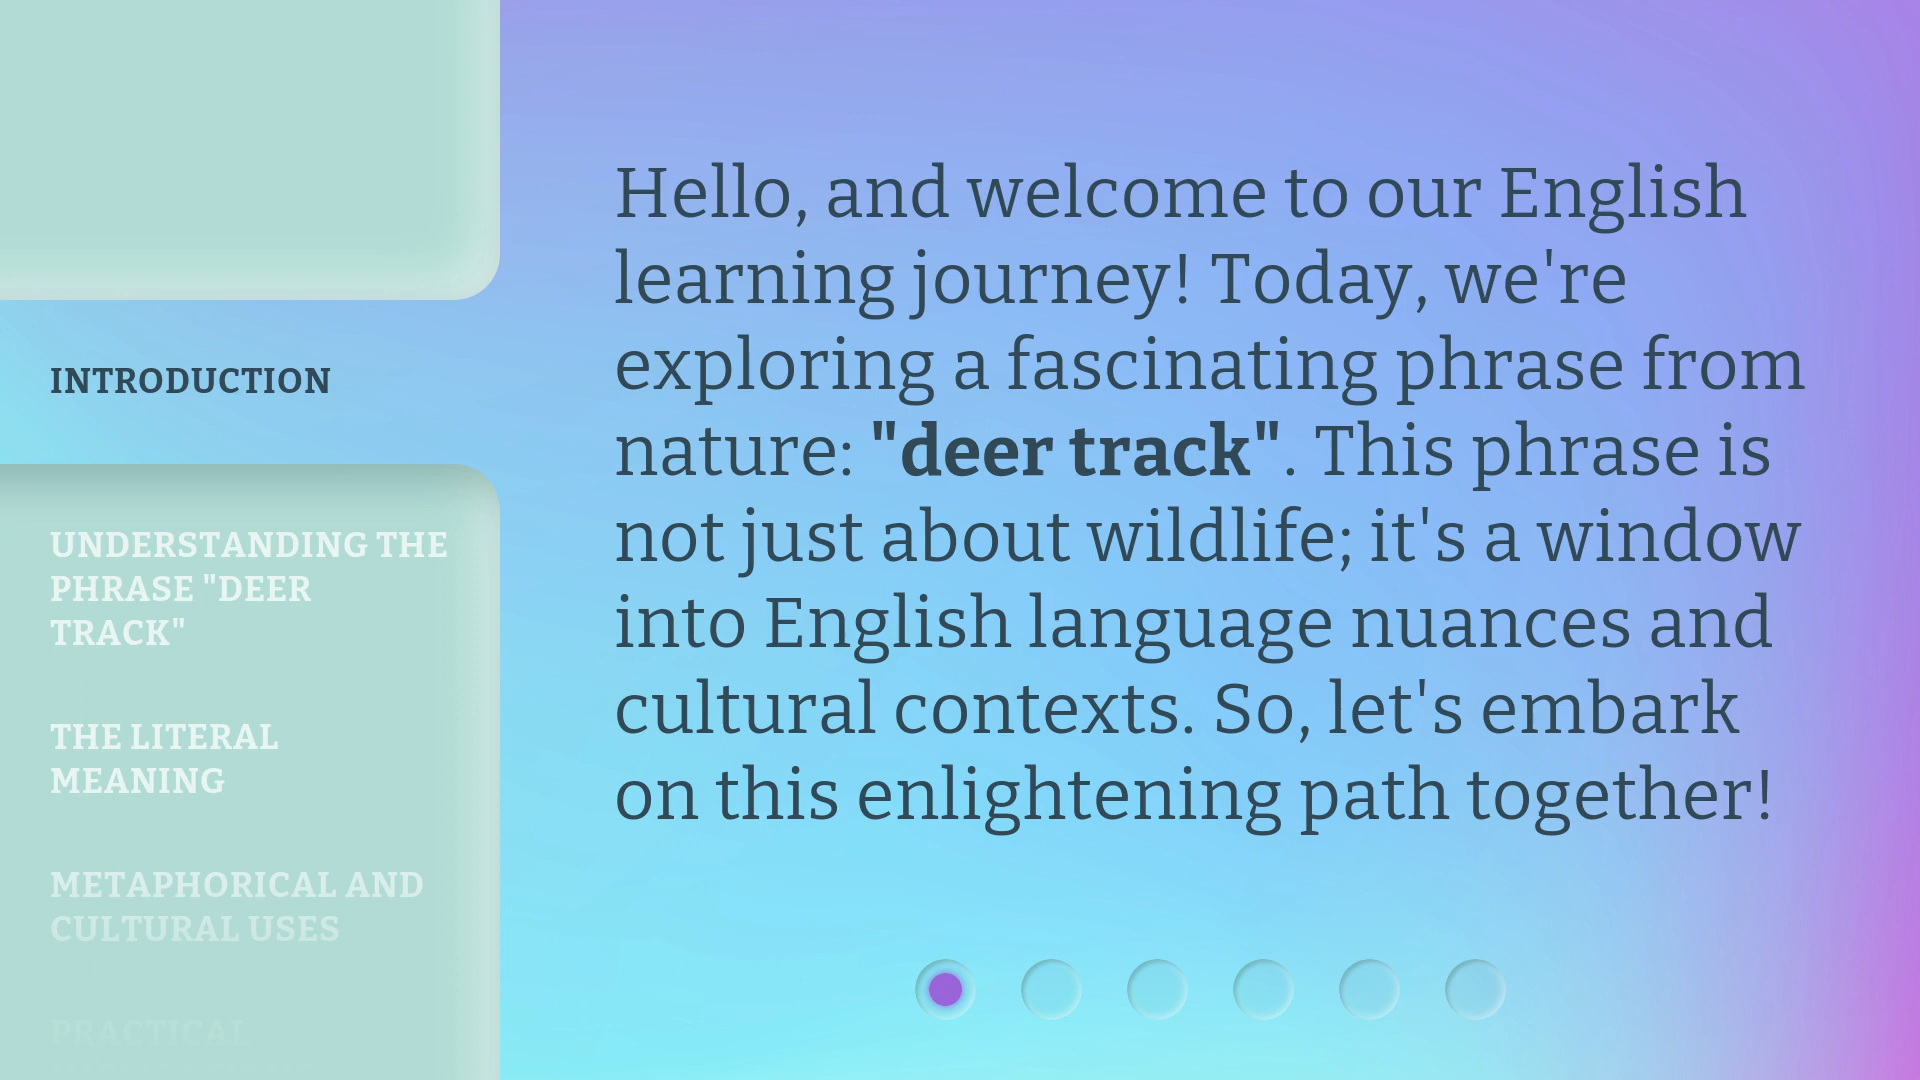 INTRODUCTION
UNDERSTANDING THE
PHRASE "DEER
TRACK"
THE LITERAL
MEANING
METAPHORICAL AND
CULTURAL USES
PRACTICAL
Hello, and welcome to our English
learning journey! Today, we're
exploring a fascinating phrase from
nature: "deer track". This phrase is
not just about wildlife; it's a window
into English language nuances and
cultural contexts. So, let's embark
on this enlightening path together!